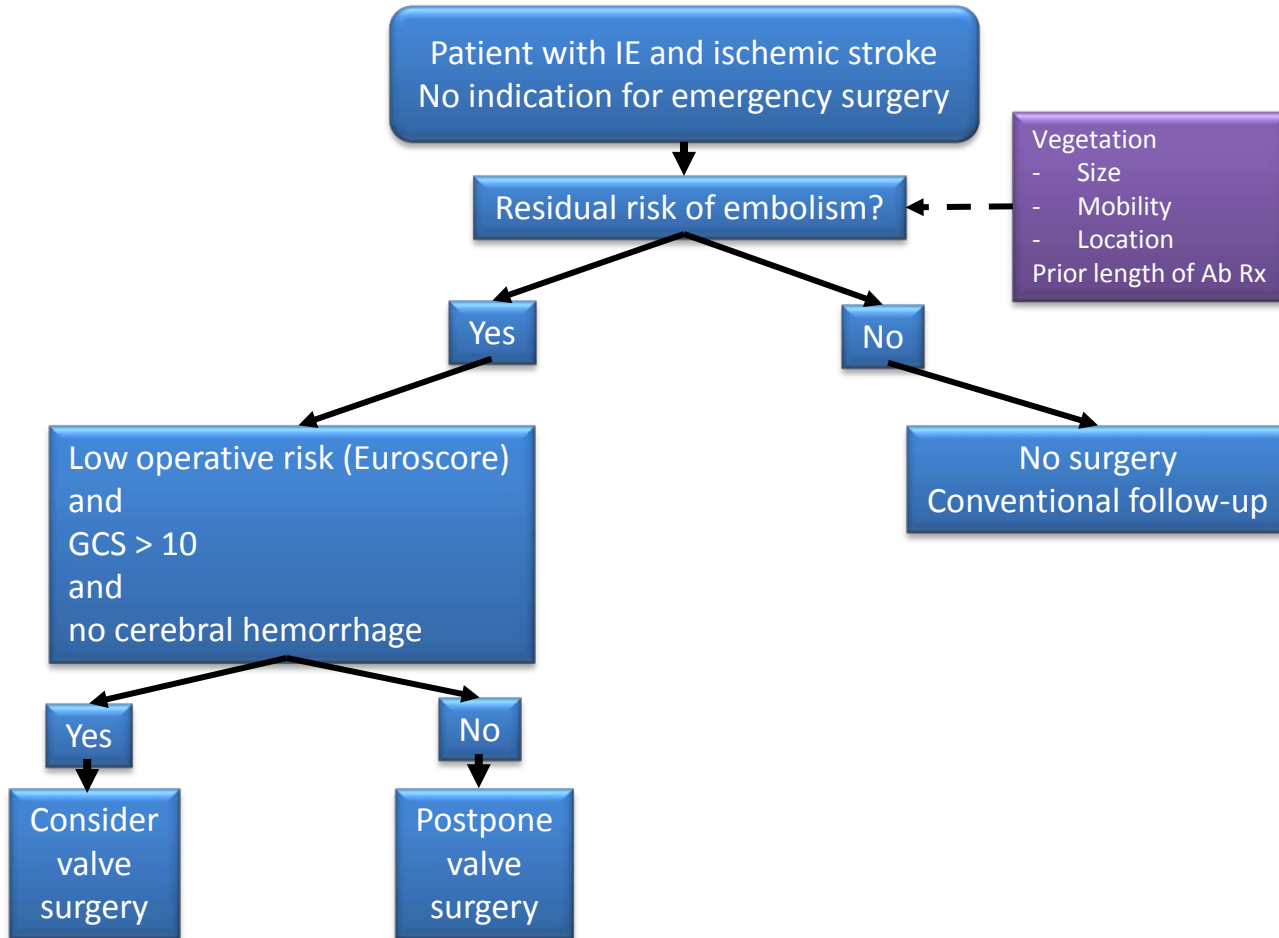 Patient with IE and ischemic stroke
No indication for emergency surgery
Vegetation
- Size
- Mobility
- Location
Prior length of Ab Rx
Residual risk of embolism?
Yes
No
Low operative risk (Euroscore)
and
GCS > 10
and
no cerebral hemorrhage
No surgery
Conventional follow-up
Yes
No
Consider
valve
surgery
Postpone
valve
surgery